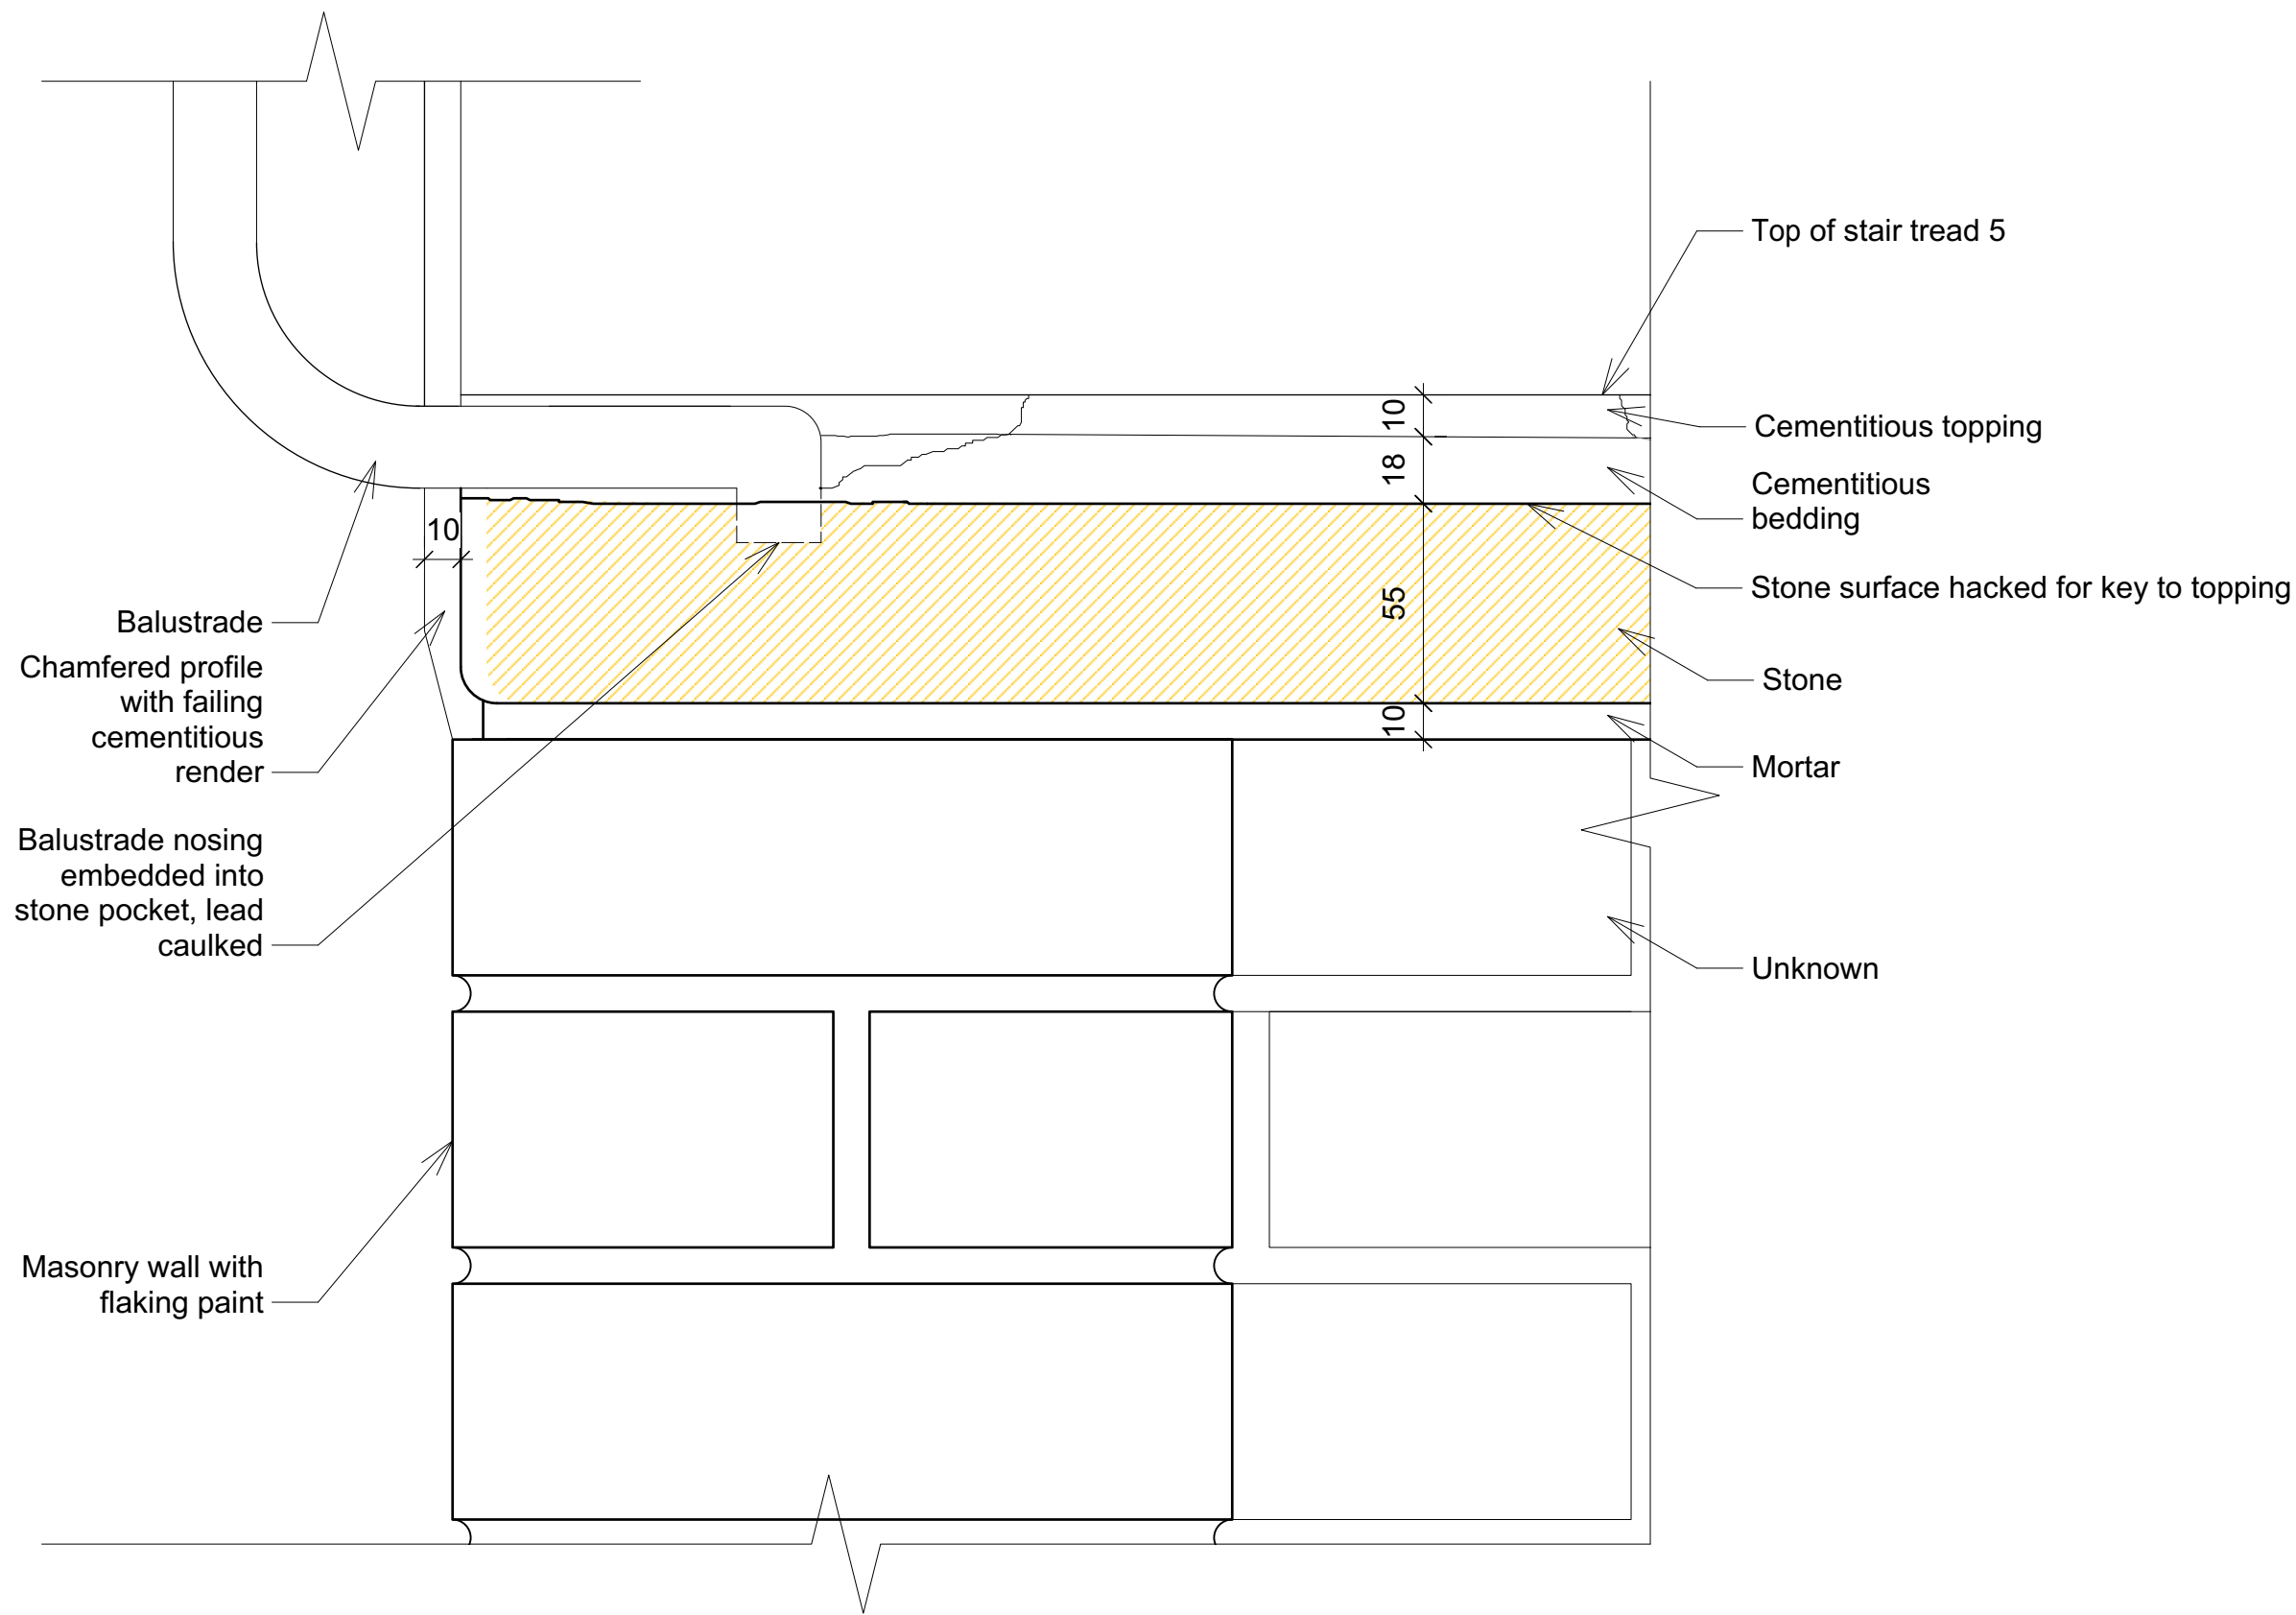 Top of stair tread 5
10
Cementitious topping
18
Cementitious
bedding
10
Stone surface hacked for key to topping
55
Balustrade
Chamfered profile
with failing
cementitious
render
Stone
10
Mortar
Balustrade nosing
embedded into
stone pocket, lead
caulked
Unknown
Masonry wall with
flaking paint